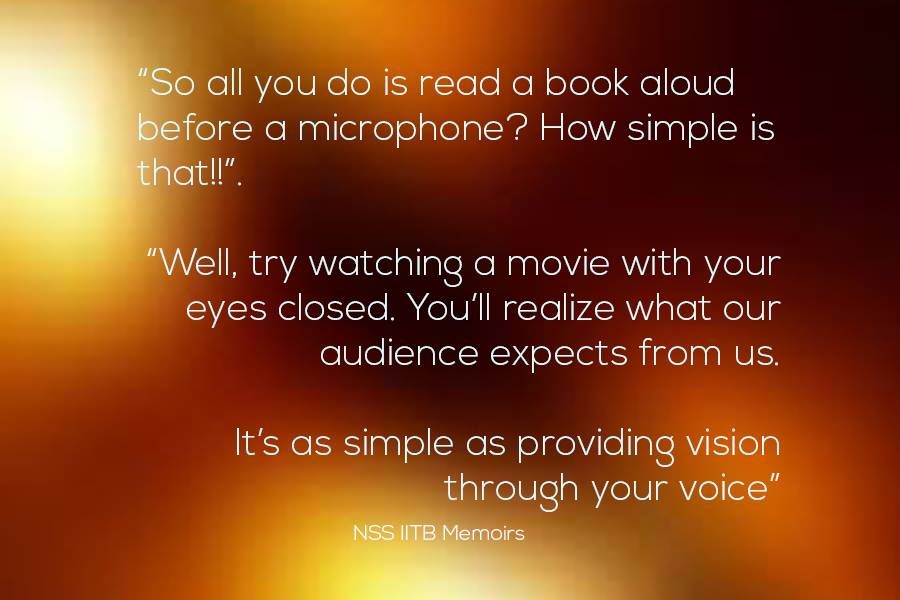 “So all you do is read a book aloud
before a microphone? How simple is
that!!”.
“Well, try watching a movie with your
eyes closed. You’ll realize what our
audience expects from us.
It’s as simple as providing vision
through your voice”
NSS IITB Memoirs